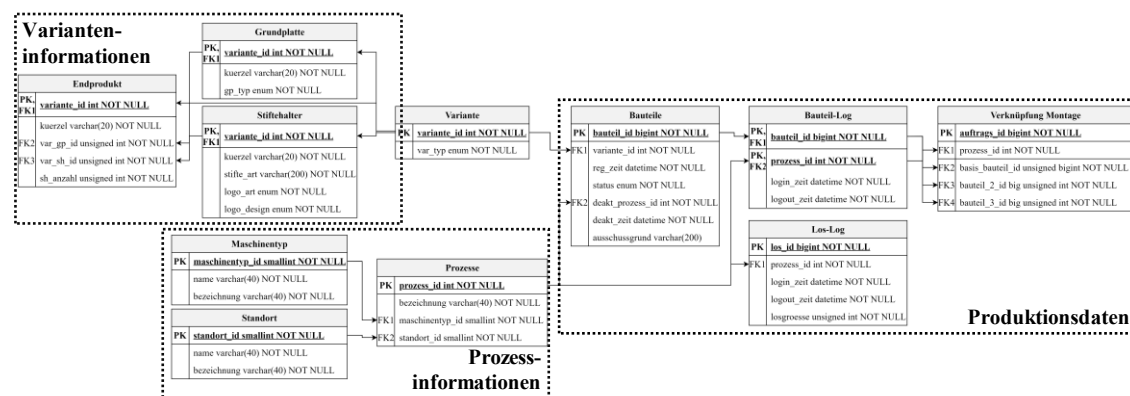 Varianten-
informationen
Grundplatte
PK,
FK1
variante_id int NOT NULL
kuerzel varchar(20) NOT NULL
gp_typ enum NOT NULL
Endprodukt
PK,
FK1
variante_id int NOT NULL
kuerzel varchar(20) NOT NULL
FK2 var_gp_id unsigned int NOT NULL
FK3 var_sh_id unsigned int NOT NULL
sh_anzahl unsigned int NOT NULL
Stiftehalter
PK,
FK1
variante_id int NOT NULL
kuerzel varchar(20) NOT NULL
stifte_art varchar(200) NOT NULL
logo_art enum NOT NULL
logo_design enum NOT NULL
Variante
PK variante_id int NOT NULL
var_typ enum NOT NULL
Bauteile
PK bauteil_id bigint NOT NULL
FK1 variante_id int NOT NULL
reg_zeit datetime NOT NULL
status enum NOT NULL
FK2 deakt_prozess_id int NOT NULL
deakt_zeit datetime NOT NULL
ausschussgrund varchar(200)
Bauteil-Log
PK,
FK1
bauteil_id bigint NOT NULL
PK,
FK2
prozess_id int NOT NULL
login_zeit datetime NOT NULL
logout_zeit datetime NOT NULL
Verknüpfung Montage
PK auftrags_id bigint NOT NULL
FK1 prozess_id int NOT NULL
FK2 basis_bauteil_id unsigned bigint NOT NULL
FK3 bauteil_2_id big unsigned int NOT NULL
FK4 bauteil_3_id big unsigned int NOT NULL
Los-Log
PK los_id bigint NOT NULL
FK1 prozess_id int NOT NULL
login_zeit datetime NOT NULL
logout_zeit datetime NOT NULL
losgroesse unsigned int NOT NULL
Produktionsdaten
Maschinentyp
PK maschinentyp_id smallint NOT NULL
name varchar(40) NOT NULL
bezeichnung varchar(40) NOT NULL
Standort
PK standort_id smallint NOT NULL
name varchar(40) NOT NULL
bezeichnung varchar(40) NOT NULL
Prozesse
PK prozess_id int NOT NULL
bezeichnung varchar(40) NOT NULL
FK1 maschinentyp_id smallint NOT NULL
FK2 standort_id smallint NOT NULL
Prozess-
informationen